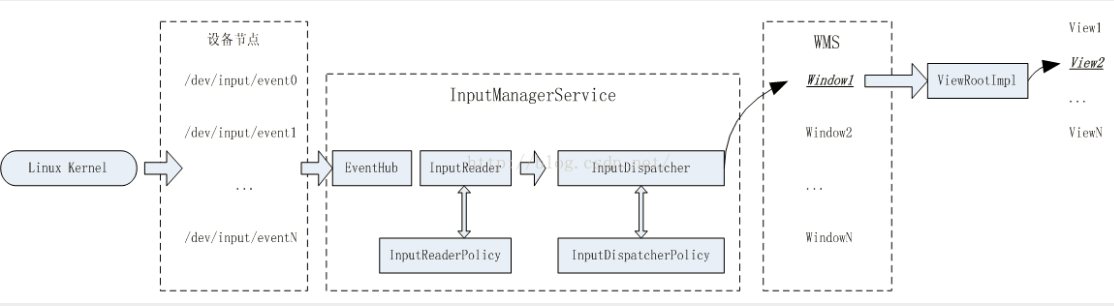 Linux Kernel
设备节点
/dev/input/event0
/dev/input/event1
...
/dev/input/eventN
InputManagerService
EventHub
InputReader
InputDispatcher
http://blog.csdn.net/
InputReaderPolicy
InputDispatcherPolicy
WMS
Window1
Window2
...
WindowN
ViewRootImpl
View1
View2
...
ViewN